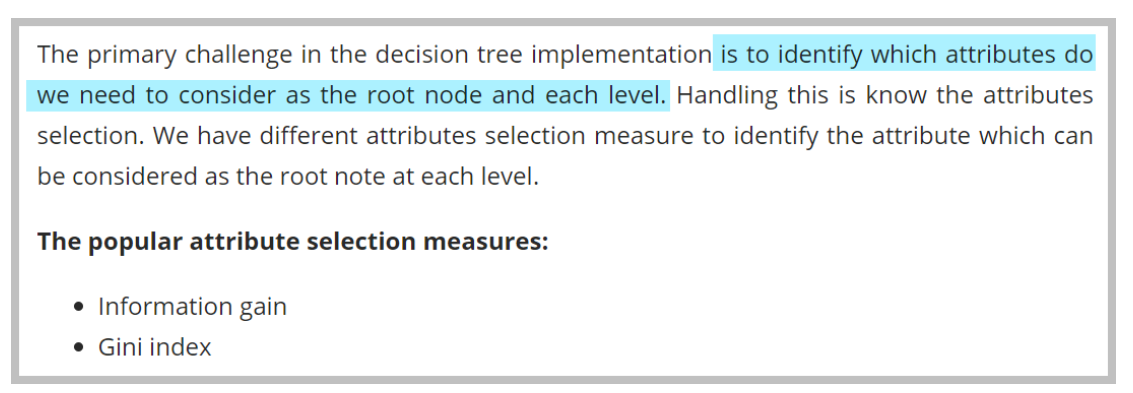 The primary challenge in the decision tree implementation is to identify which attributes do
we need to consider as the root node and each level. Handling this is know the attributes
selection. We have different attributes selection measure to identify the attribute which can
be considered as the root note at each level.
The popular attribute selection measures:
• Information gain
• Gini index